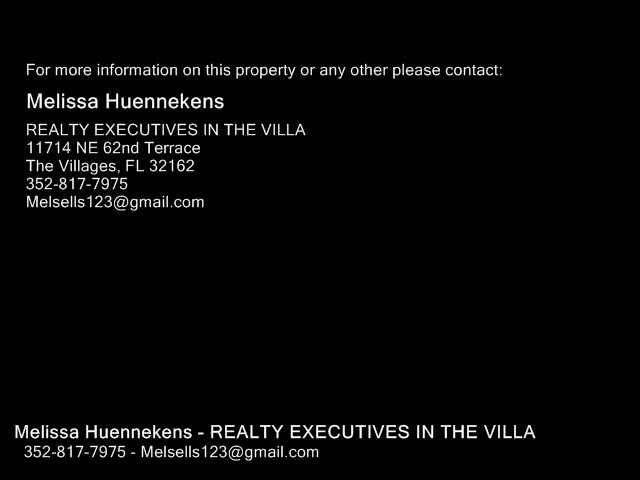 For more information on this property or any other please contact:
Melissa Huennekens
REALTY EXECUTIVES IN THE VILLA
11714 NE 62nd Terrace
The Villages, FL 32162
352-817-7975
Melsells123@gmail.com
Melissa Huennekens - REALTY EXECUTIVES IN THE VILLA
352-817-7975 - Melsells123@gmail.com